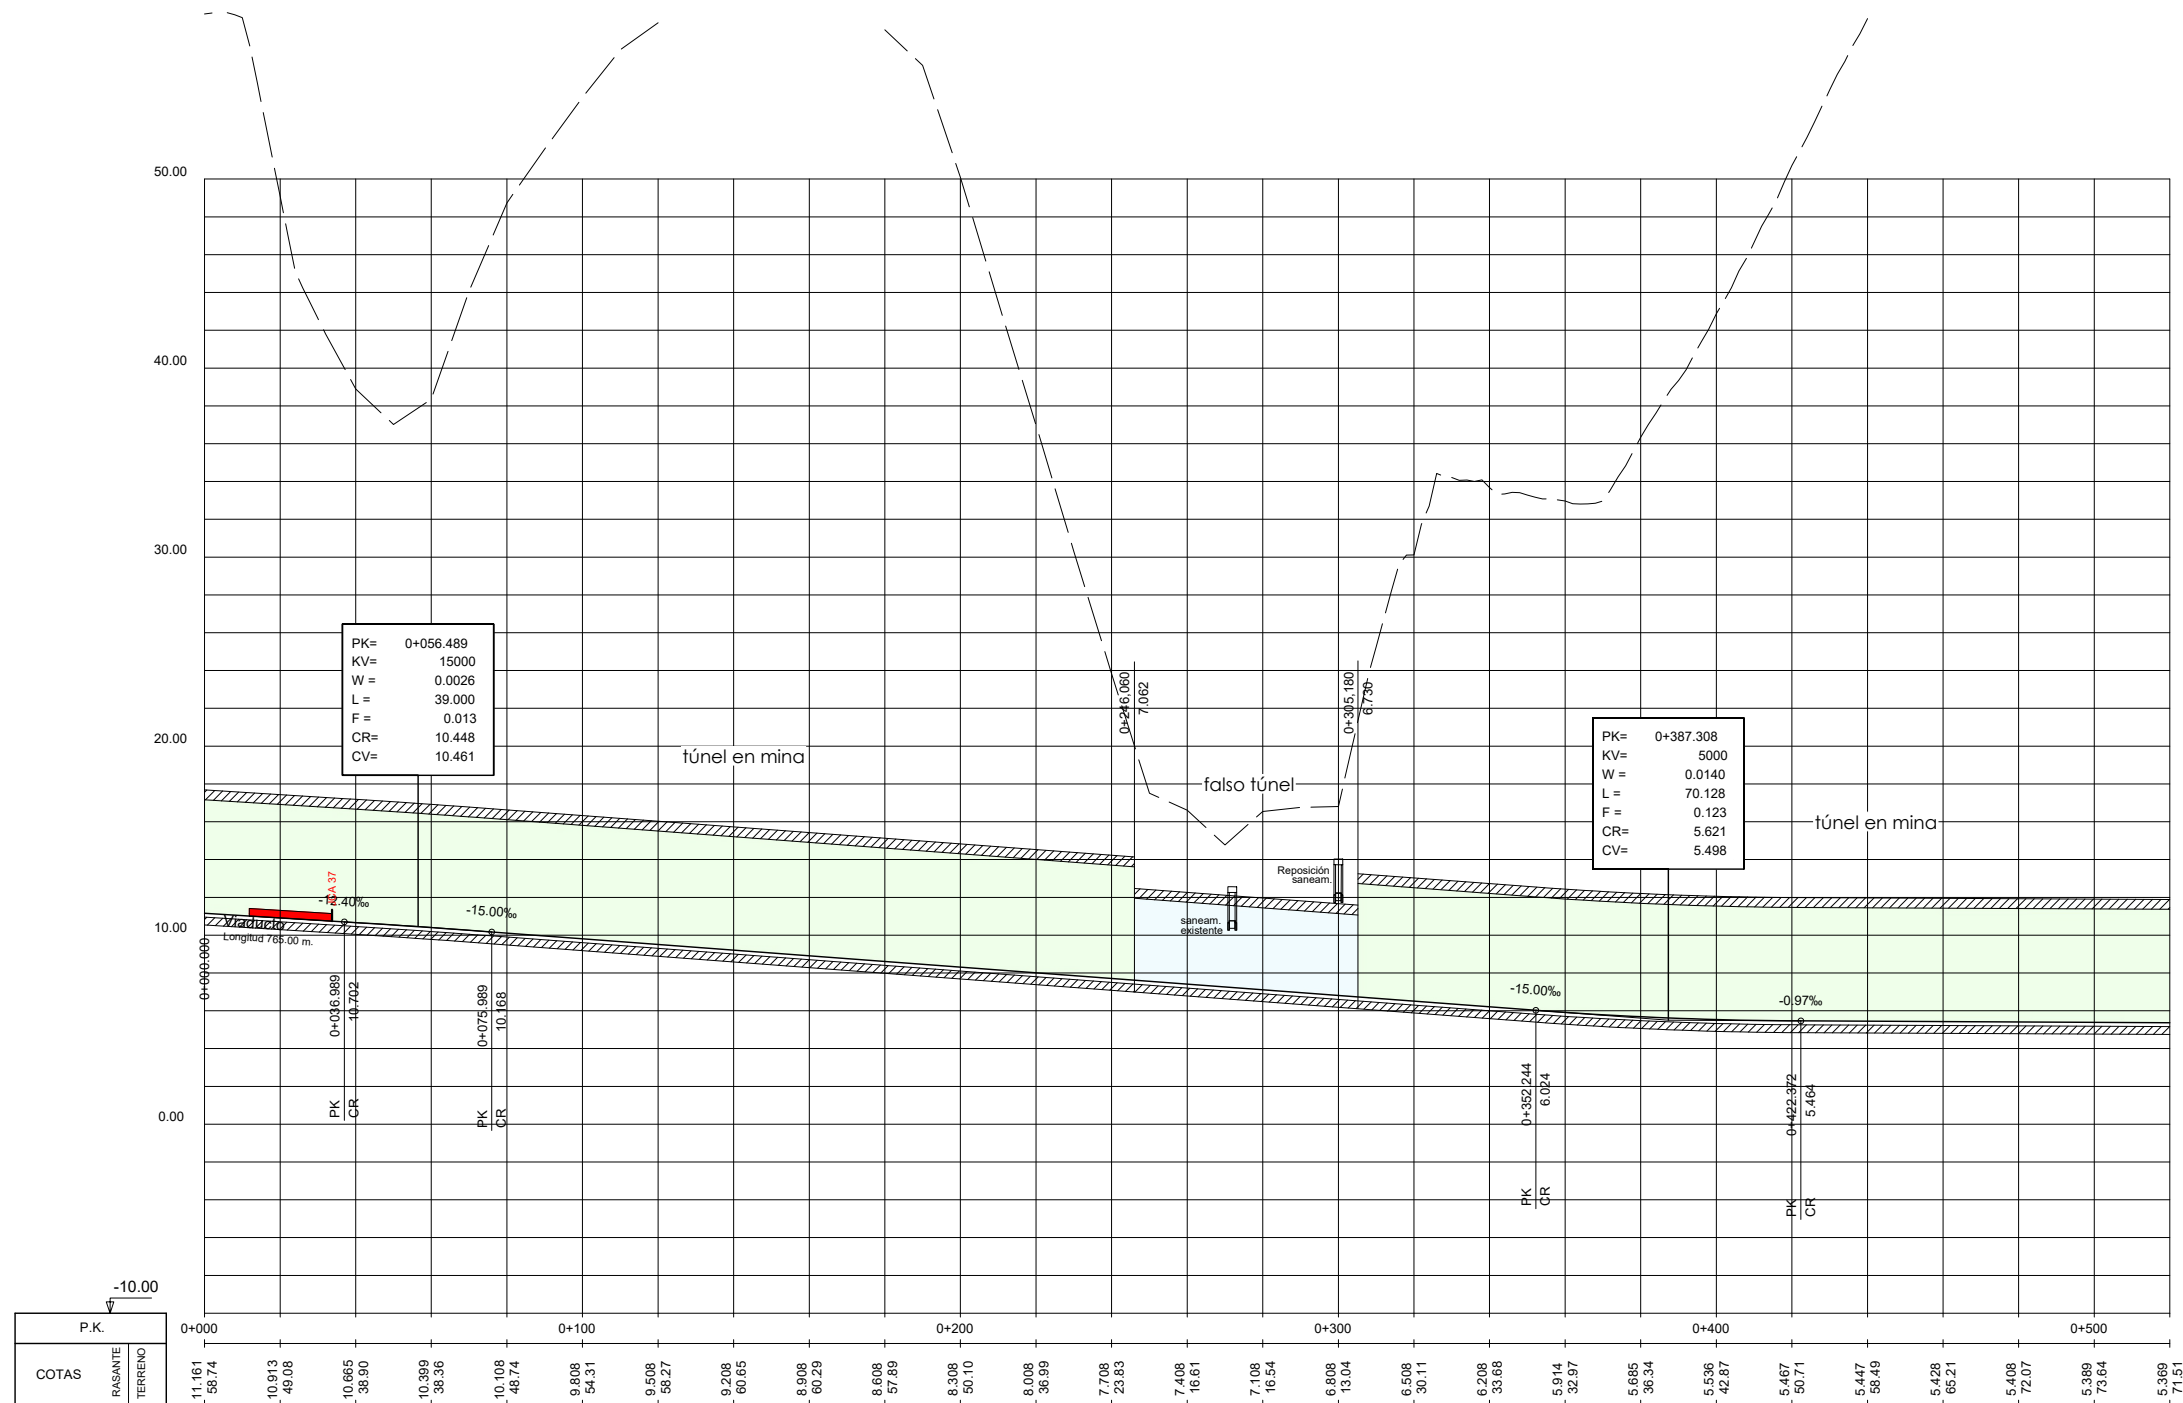 50.00
40.00
30.00
20.00
10.00
0.00
-10.00
PK= 0+056.489
KV= 15000
W = 0.0026
L = 39.000
F = 0.013
CR= 10.448
CV= 10.461
túnel en mina
0+246,060
7.062
falso túnel
0+305,180
6.730
PK= 0+387.308
KV= 5000
W = 0.0140
L = 70.128
F = 0.123
CR= 5.621
CV= 5.498
túnel en mina
Reposición
saneam.
saneam.
existente
-12.40‰
-15.00‰
Viaducto
Longitud 765.00 m.
0+000.000
PK 0+036.989
CR 10.702
PK 0+075.989
CR 10.168
-15.00‰
-0.97‰
PK 0+352.244
CR 6.024
PK 0+422.372
CR 5.464
P.K.
0+000
0+100
0+200
0+300
0+400
0+500
COTAS
RASANTE
TERRENO
11.161
58.74
10.913
49.08
10.665
38.90
10.399
38.36
10.108
48.74
9.808
54.31
9.508
58.27
9.208
60.65
8.908
60.29
8.608
57.89
8.308
50.110
8.008
36.99
7.708
23.83
7.408
16.61
7.108
16.54
6.808
13.04
6.508
30.11
6.208
33.68
5.914
32.97
5.685
36.34
5.536
42.87
5.467
50.71
5.447
58.49
5.428
65.21
5.408
72.07
5.389
73.64
5.369
71.51